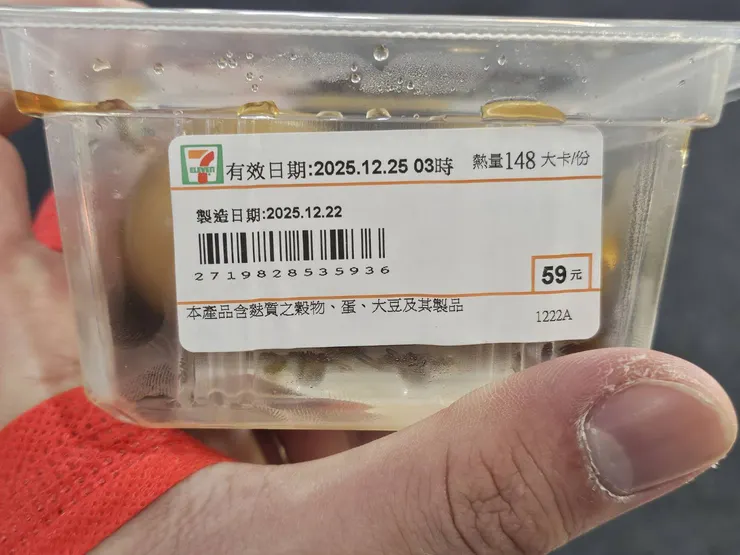 7
ELEVEN
有效日期:2025.12.25 03時
熱量148 大卡/份
製造日期:2025.12.22
2719828535936
59元
本產品含麩質之穀物、蛋、大豆及其製品
1222A